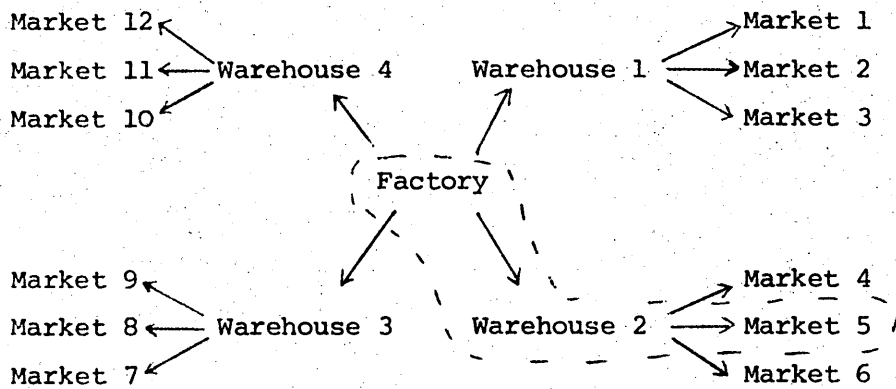 Market 12 Market 1
Market 11 Warehouse 4 Warehouse 1 Market 2
Market 10 Market 3
Factory
Market 9 Market 4
Market 8 Warehouse 3 Warehouse 2 Market 5
Market 7 Market 6